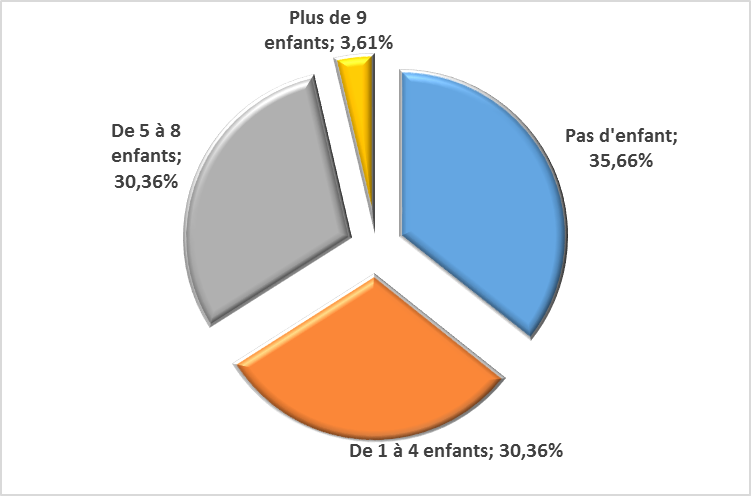 Plus de 9
enfants; 3,61%
Pas d'enfant;
35,66%
De 5 à 8
enfants;
30,36%
De 1 à 4 enfants; 30,36%